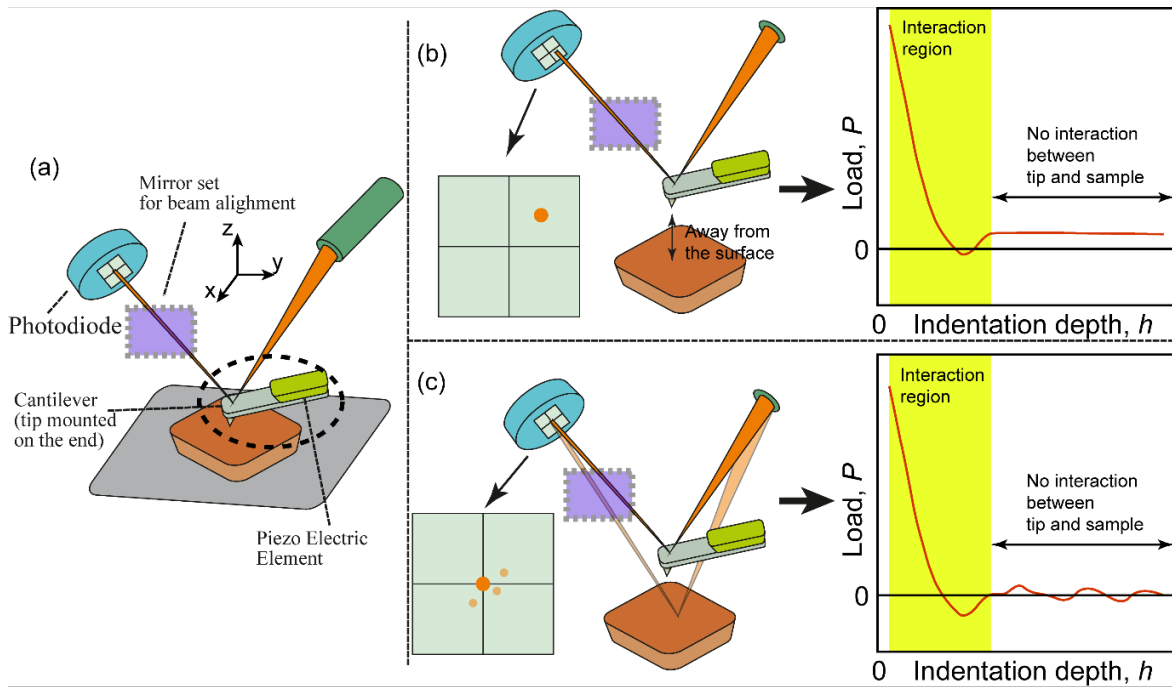 (a)
Mirror set
for beam alighment
z
y
x
Photodiode
Cantilever
(tip mounted
on the end)
Piezo Electric
Element
(b)
Away from
the surface
Interaction
region
No interaction
between
tip and sample
Load, P
0
0
Indentation depth, h
(c)
Interaction
region
No interaction
between
tip and sample
Load, P
0
0
Indentation depth, h